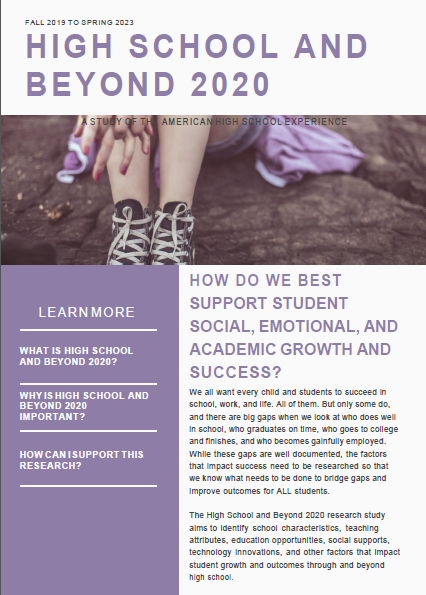 FALL 2019 TO SPRING 2023
HIGH SCHOOL AND
BEYOND 2020
A STUDY OF THE AMERICAN HIGH SCHOOL EXPERIENCE
LEARN MORE
WHAT IS HIGH SCHOOL
AND BEYOND 2020?
WHY IS HIGH SCHOOL AND
BEYOND 2020
IMPORTANT?
HOW CAN I SUPPORT THIS
RESEARCH?
HOW DO WE BEST
SUPPORT STUDENT
SOCIAL, EMOTIONAL, AND
ACADEMIC GROWTH AND
SUCCESS?
We all want every child and students to succeed in
school, work, and life. All of them. But only some do,
and there are big gaps when we look at who does well
in school, who graduates on time, who goes to college
and finishes, and who becomes gainfully employed.
While these gaps are well documented, the factors
that impact success need to be researched so that
we know what needs to be done to bridge gaps and
improve outcomes for ALL students.
The High School and Beyond 2020 research study
aims to identify school characteristics, teaching
attributes, education opportunities, social supports,
technology innovations, and other factors that impact
student growth and outcomes through and beyond
high school.